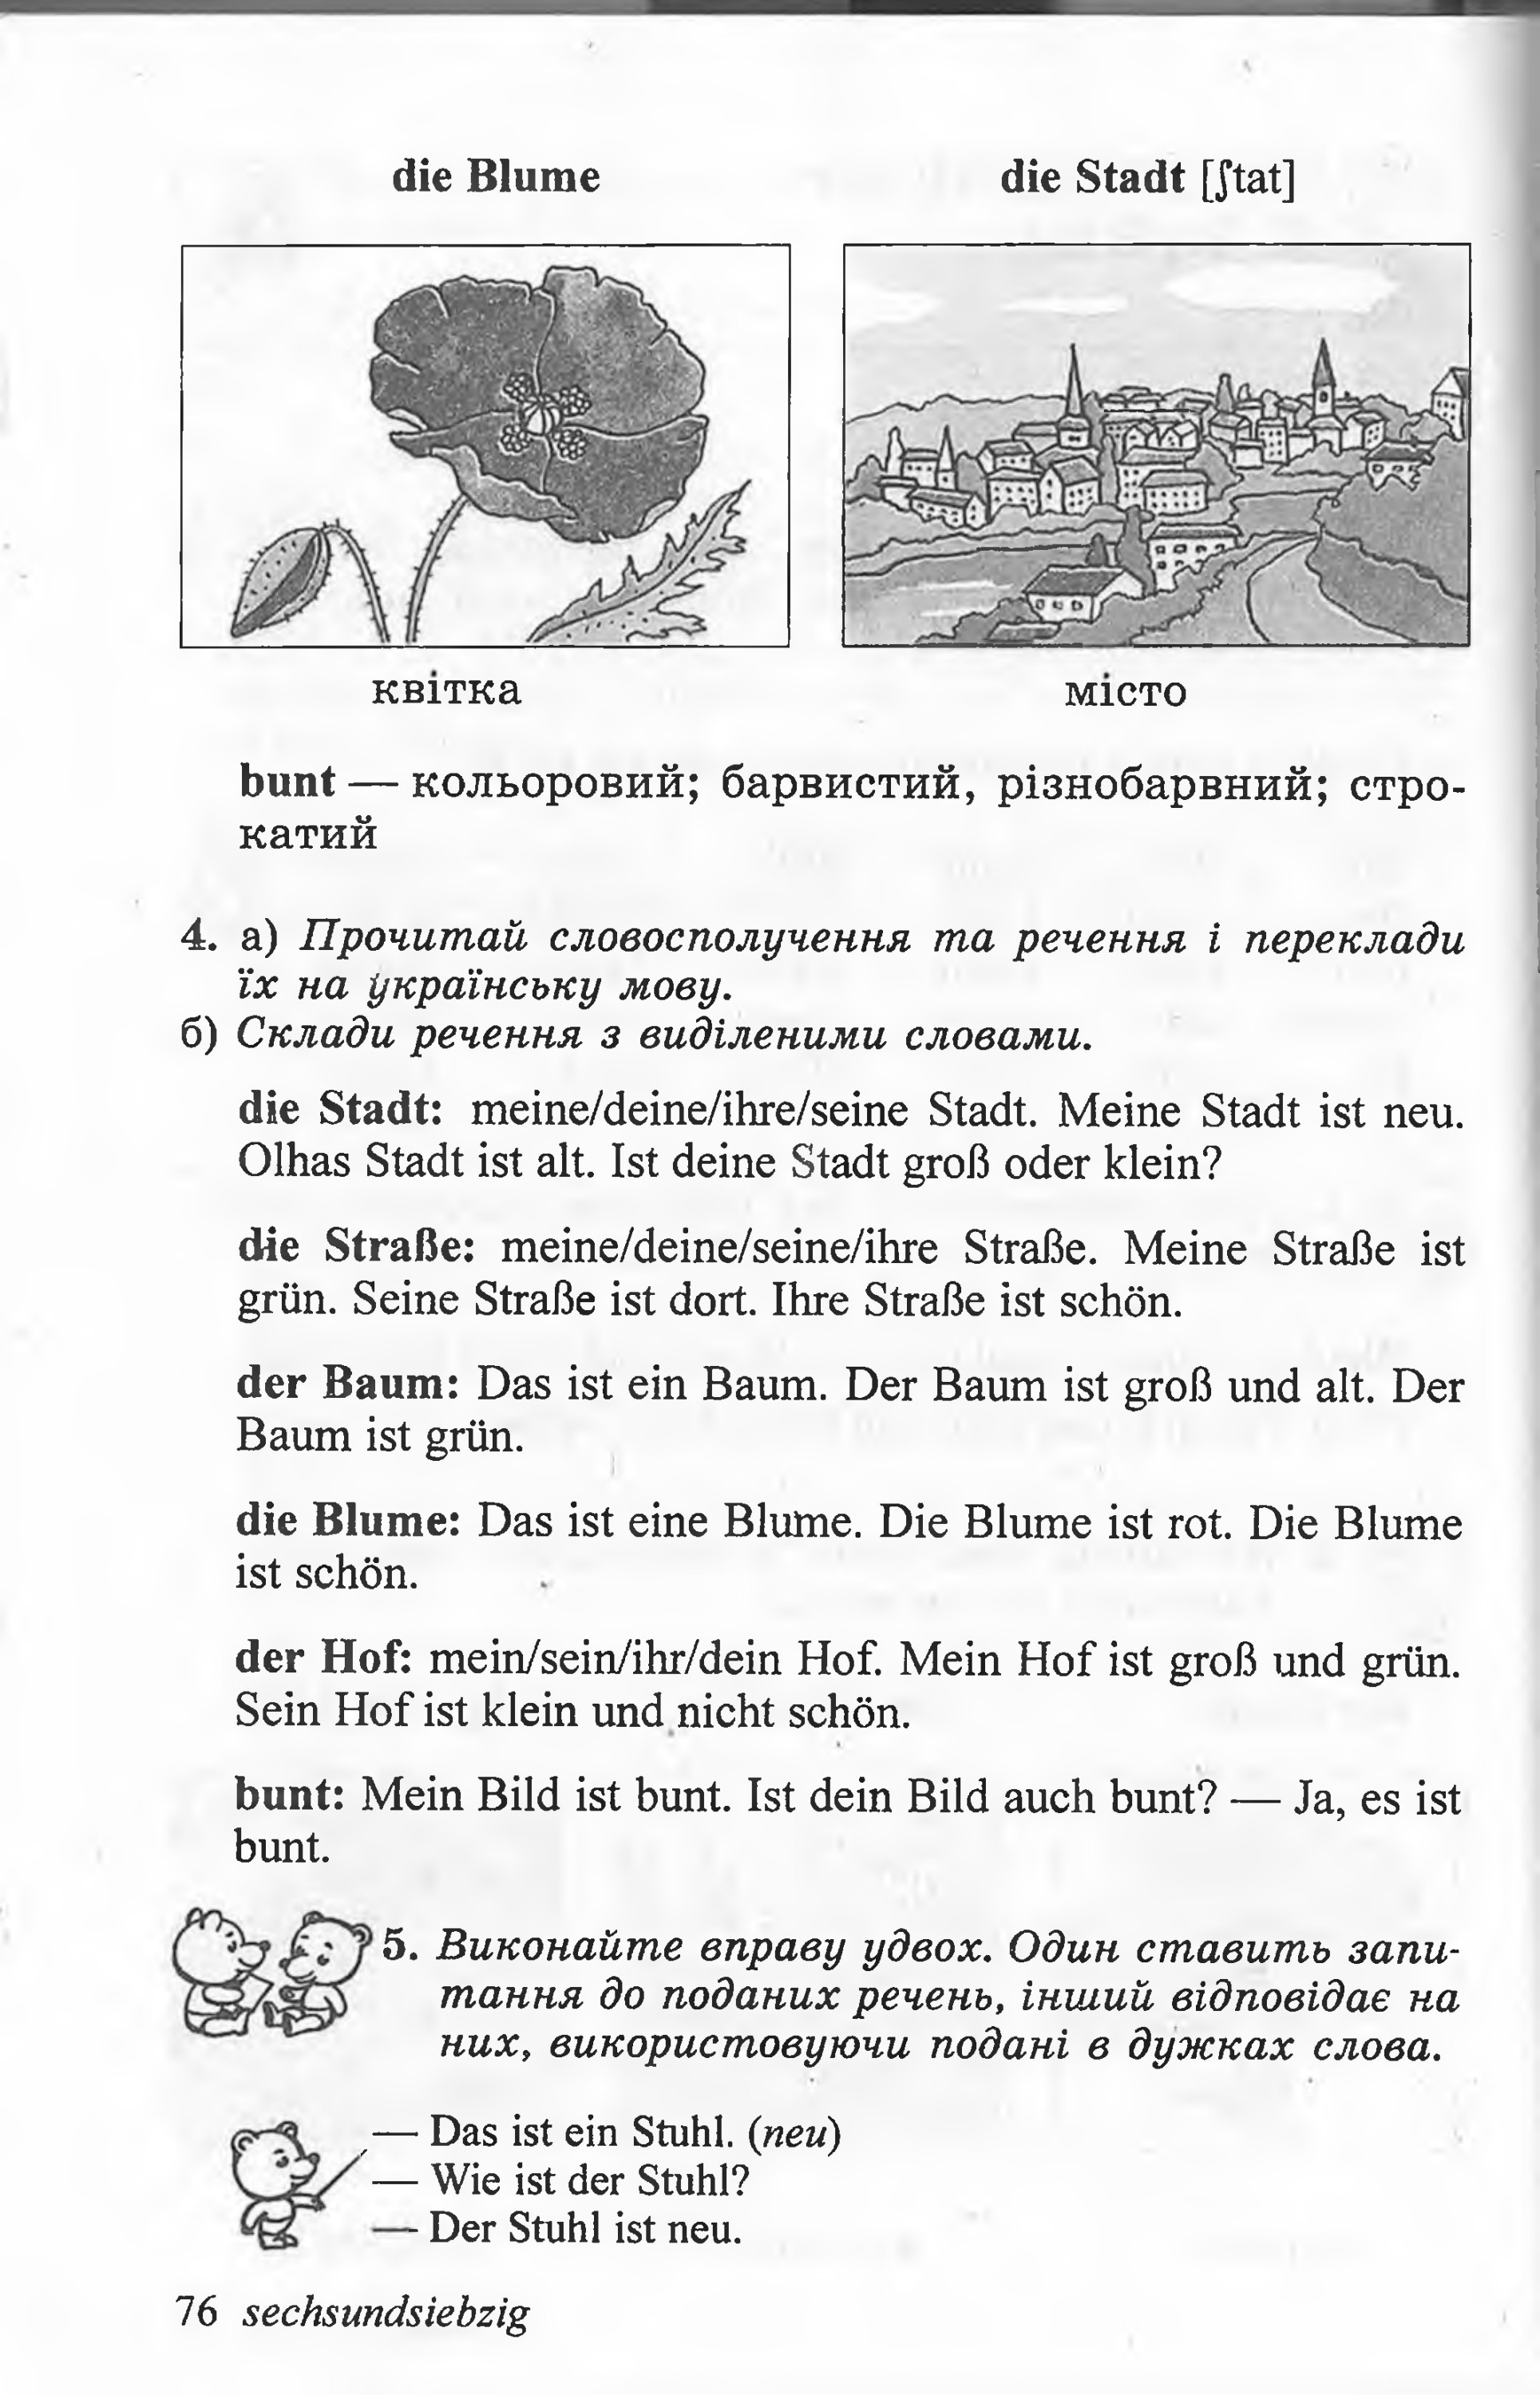 die Blume
die Stadt [ʃtat]
квітка
місто
bunt — кольоровий; барвистий, різнобарвний; стро-
катий
4. а) Прочитай словосполучення та речення і переклади
їх на українську мову.
б) Склади речення з виділеними словами.
die Stadt: meine/deine/ihre/seine Stadt. Meine Stadt ist neu.
Olhas Stadt ist alt. Ist deine Stadt groß oder klein?
die Straße: meine/deine/seine/ihre Straße. Meine Straße ist
grün. Seine Straße ist dort. Ihre Straße ist schön.
der Baum: Das ist ein Baum. Der Baum ist groß und alt. Der
Baum ist grün.
die Blume: Das ist eine Blume. Die Blume ist rot. Die Blume
ist schön.
der Hof: mein/sein/ihr/dein Hof. Mein Hof ist groß und grün.
Sein Hof ist klein und nicht schön.
bunt: Mein Bild ist bunt. Ist dein Bild auch bunt? — Ja, es ist
bunt.
5. Виконайте вправу удвох. Один ставить запи-
тання до поданих речень, інший відповідає на
них, використовуючи подані в дужках слова.
— Das ist ein Stuhl. (neu)
— Wie ist der Stuhl?
— Der Stuhl ist neu.
76 sechsundsiebzig